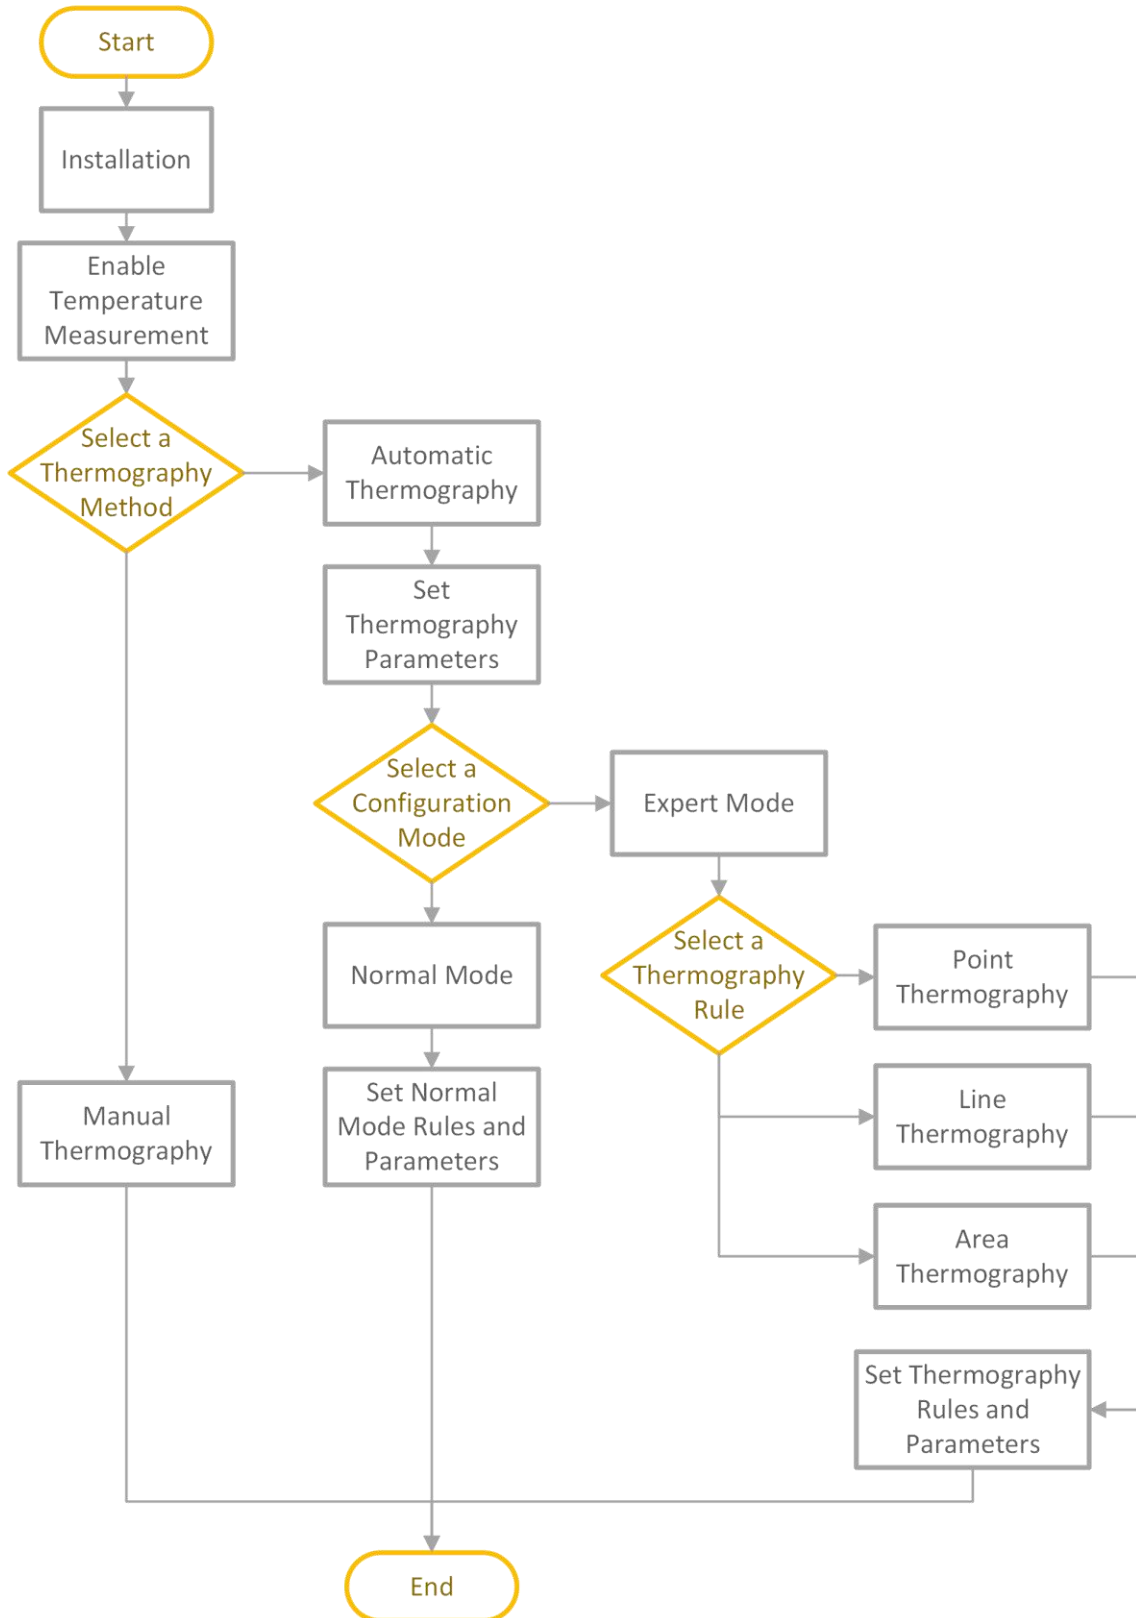 Start
Installation
Enable
Temperature
Measurement
Select a
Thermography
Method
Automatic
Thermography
Set
Thermography
Parameters
Select a
Configuration
Mode
Expert Mode
Normal Mode
Select a
Thermography
Rule
Point
Thermography
Manual
Thermography
Set Normal
Mode Rules and
Parameters
Line
Thermography
Area
Thermography
Set Thermography
Rules and
Parameters
End